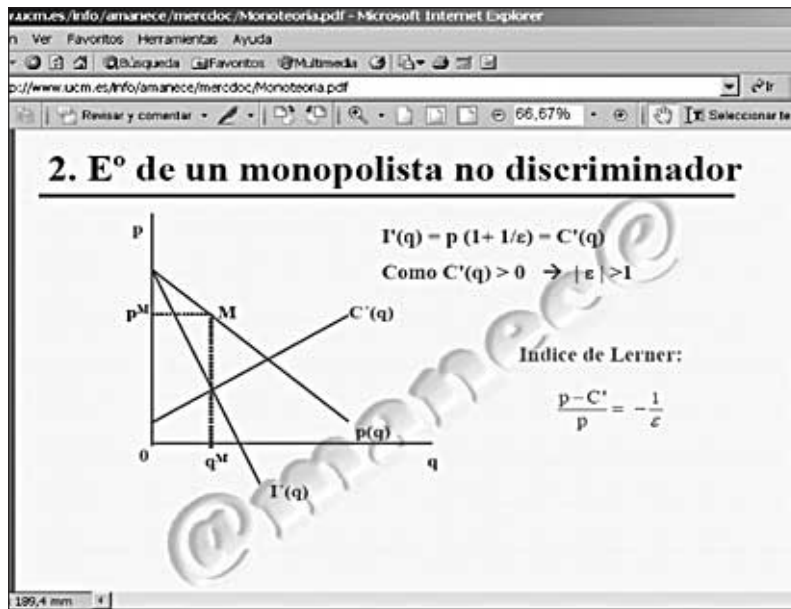 .ucm.es/info/amanece/mercdoc/Monoteoria.pdf - Microsoft Internet Explorer
n Ver Favoritos Herramientas Ayuda
Búsqueda Favoritos Multimedia
p://www.ucm.es/info/amanece/mercdoc/Monoteoria.pdf Ir
Revisar y comentar 66,67% Seleccionar te
2. Eº de un monopolista no discriminador
p
I'(q) = p (1+ 1/ε) = C'(q)
Como C'(q) > 0 → | ε | >1
pᴹ M C´(q)
Indice de Lerner:
p – C' / p = - 1 / ε
p(q)
0 qᴹ q
I´(q)
@manece@
189,4 mm